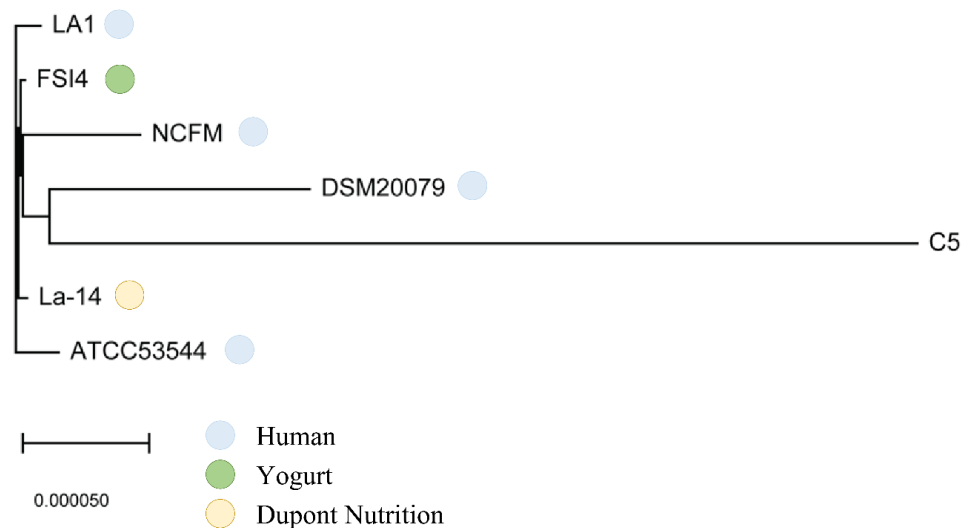 LA1
FSI4
NCFM
DSM20079
C5
La-14
ATCC53544
0.000050
Human
Yogurt
Dupont Nutrition